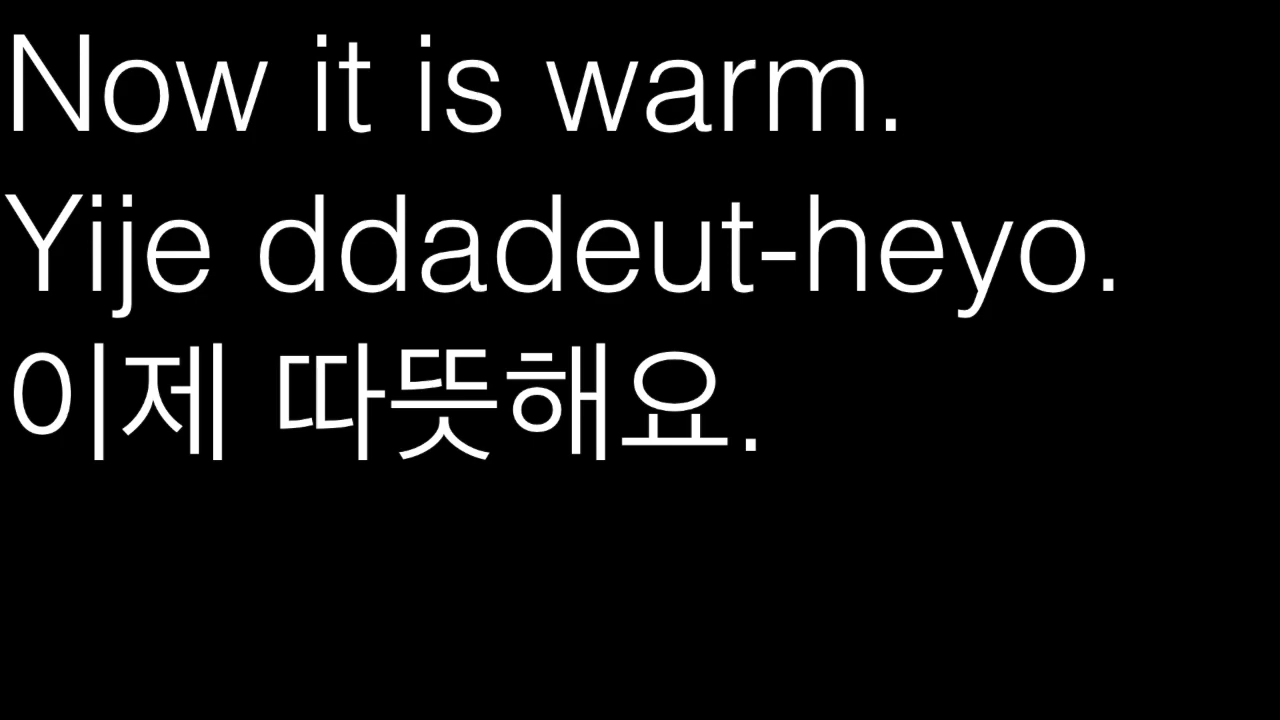 Now it is warm.
Yije ddadeut-heyo.
이제 따뜻해요.